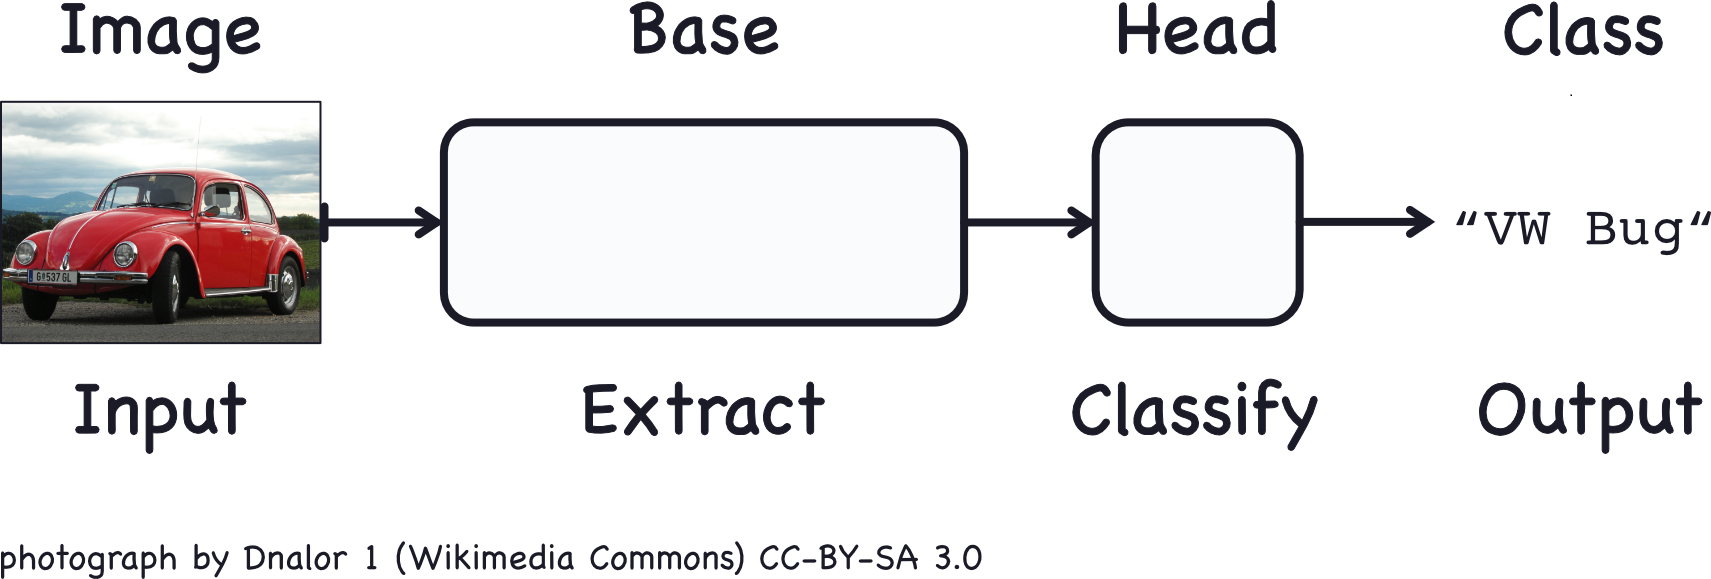 Image Base Head Class
G 537 GL
"VW Bug"
Input Extract Classify Output
photograph by Dnalor 1 (Wikimedia Commons) CC-BY-SA 3.0